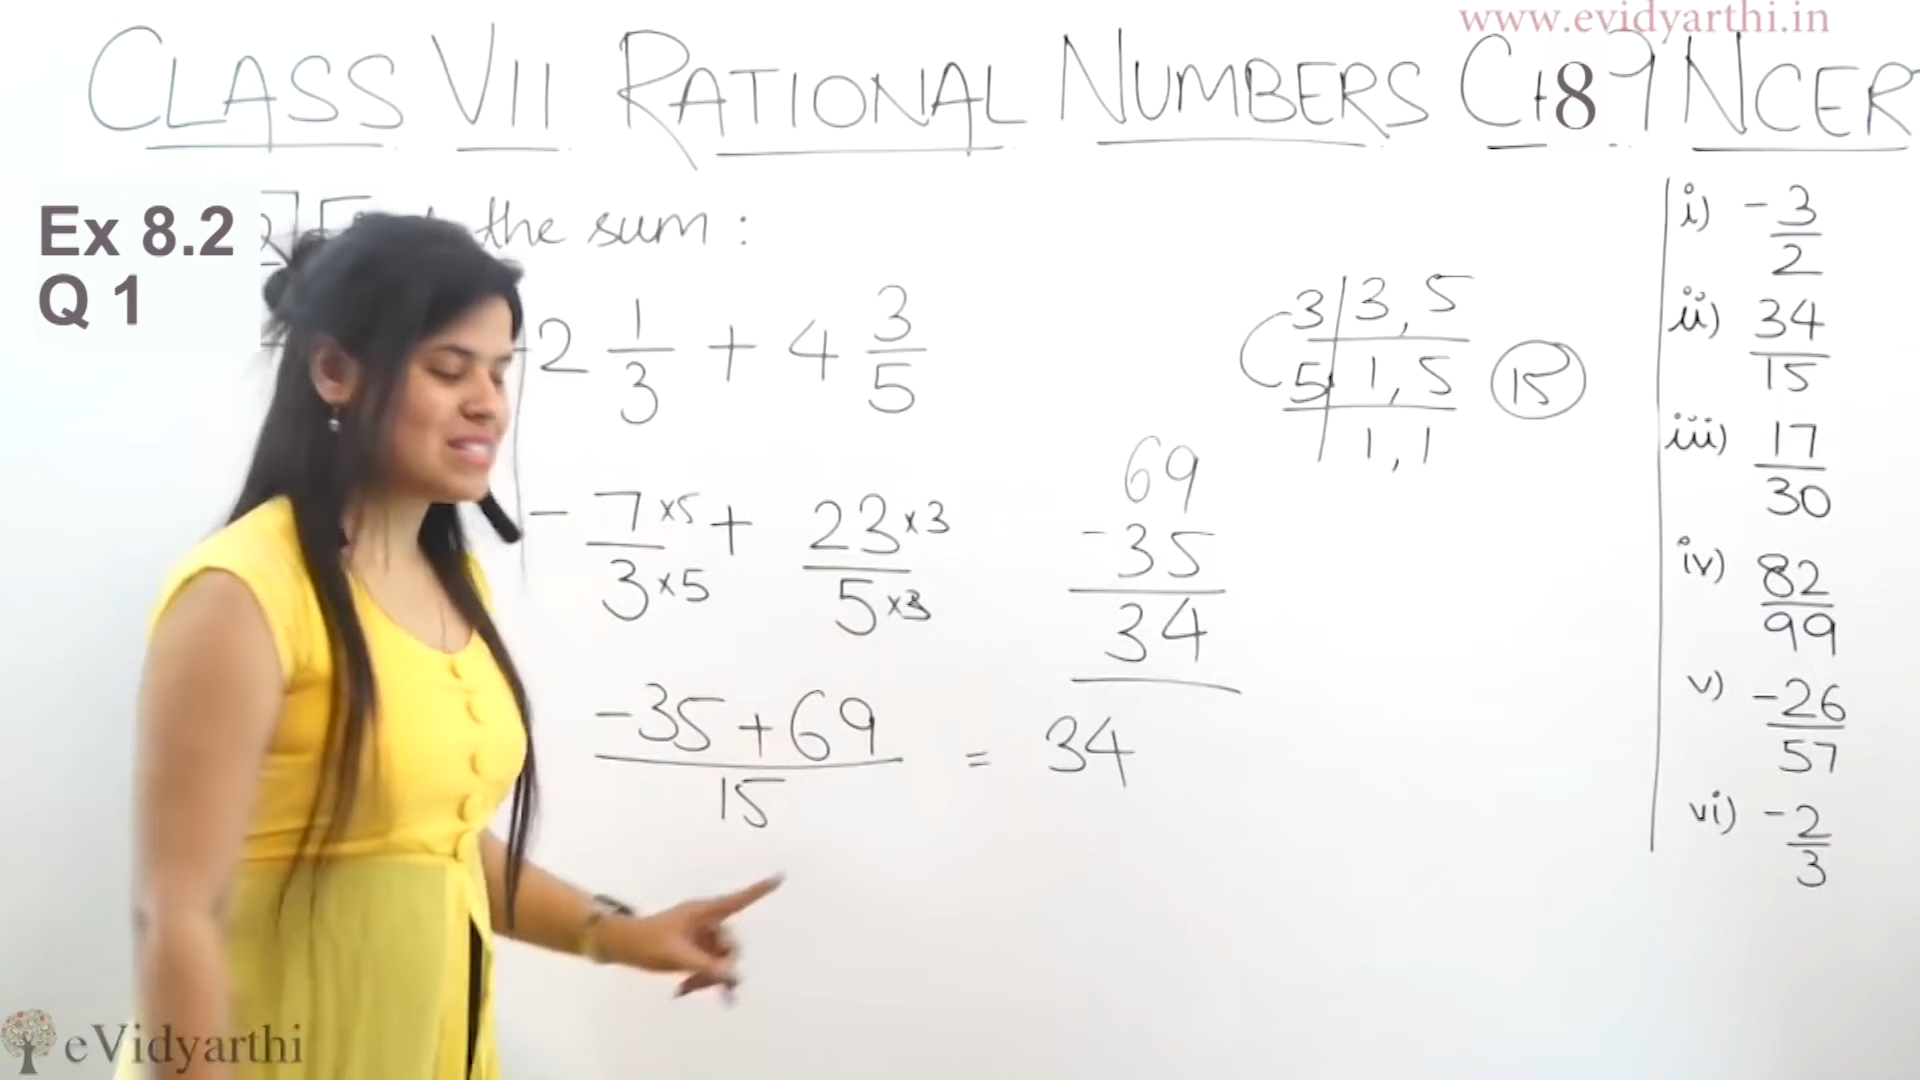 www.evidyarthi.in
CLASS VII RATIONAL NUMBERS CH8 9 NCER
Ex 8.2
Q 1
the sum :
-2 1/3 + 4 3/5
- 7×5/3×5 + 23×3/5×3
-35+69/15 = 34
3 | 3, 5
5 | 1, 5
1, 1
15
69
-35
34
i) -3/2
ii) 34/15
iii) 17/30
iv) 82/99
v) -26/57
vi) -2/3
eVidyarthi